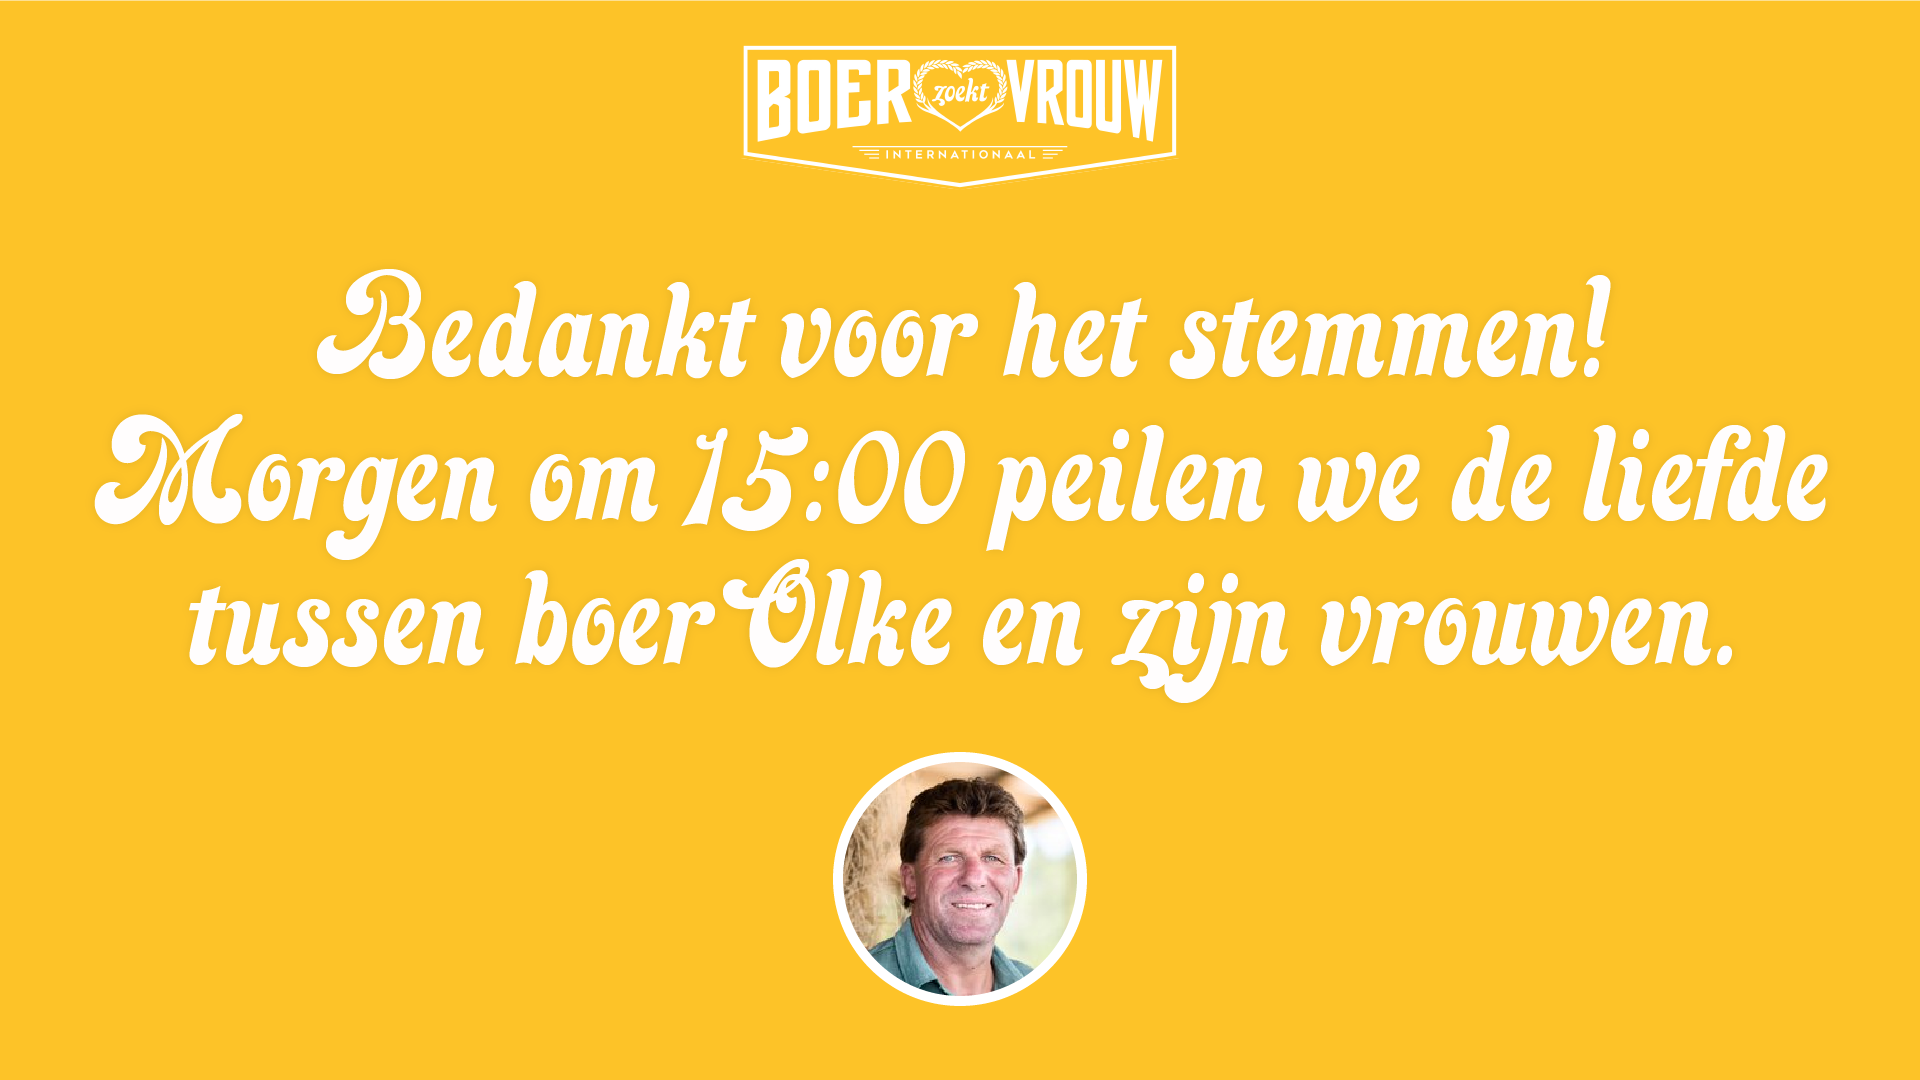 BOER zoekt VROUW
INTERNATIONAAL
Bedankt voor het stemmen!
Morgen om 15:00 peilen we de liefde
tussen boer Olke en zijn vrouwen.